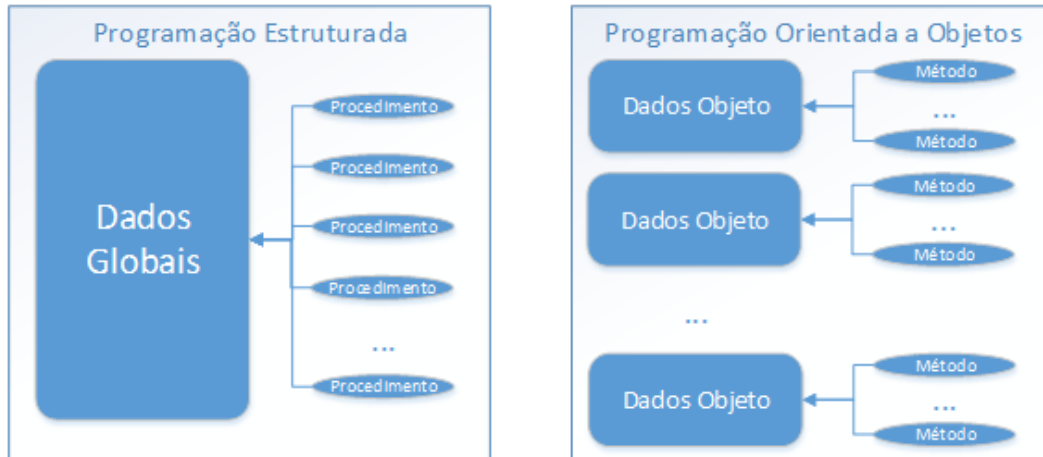 Programação Estruturada
Dados
Globais
Procedimento
Procedimento
Procedimento
Procedimento
...
Procedimento
Programação Orientada a Objetos
Dados Objeto
Método
...
Método
Dados Objeto
Método
...
Método
...
Dados Objeto
Método
...
Método